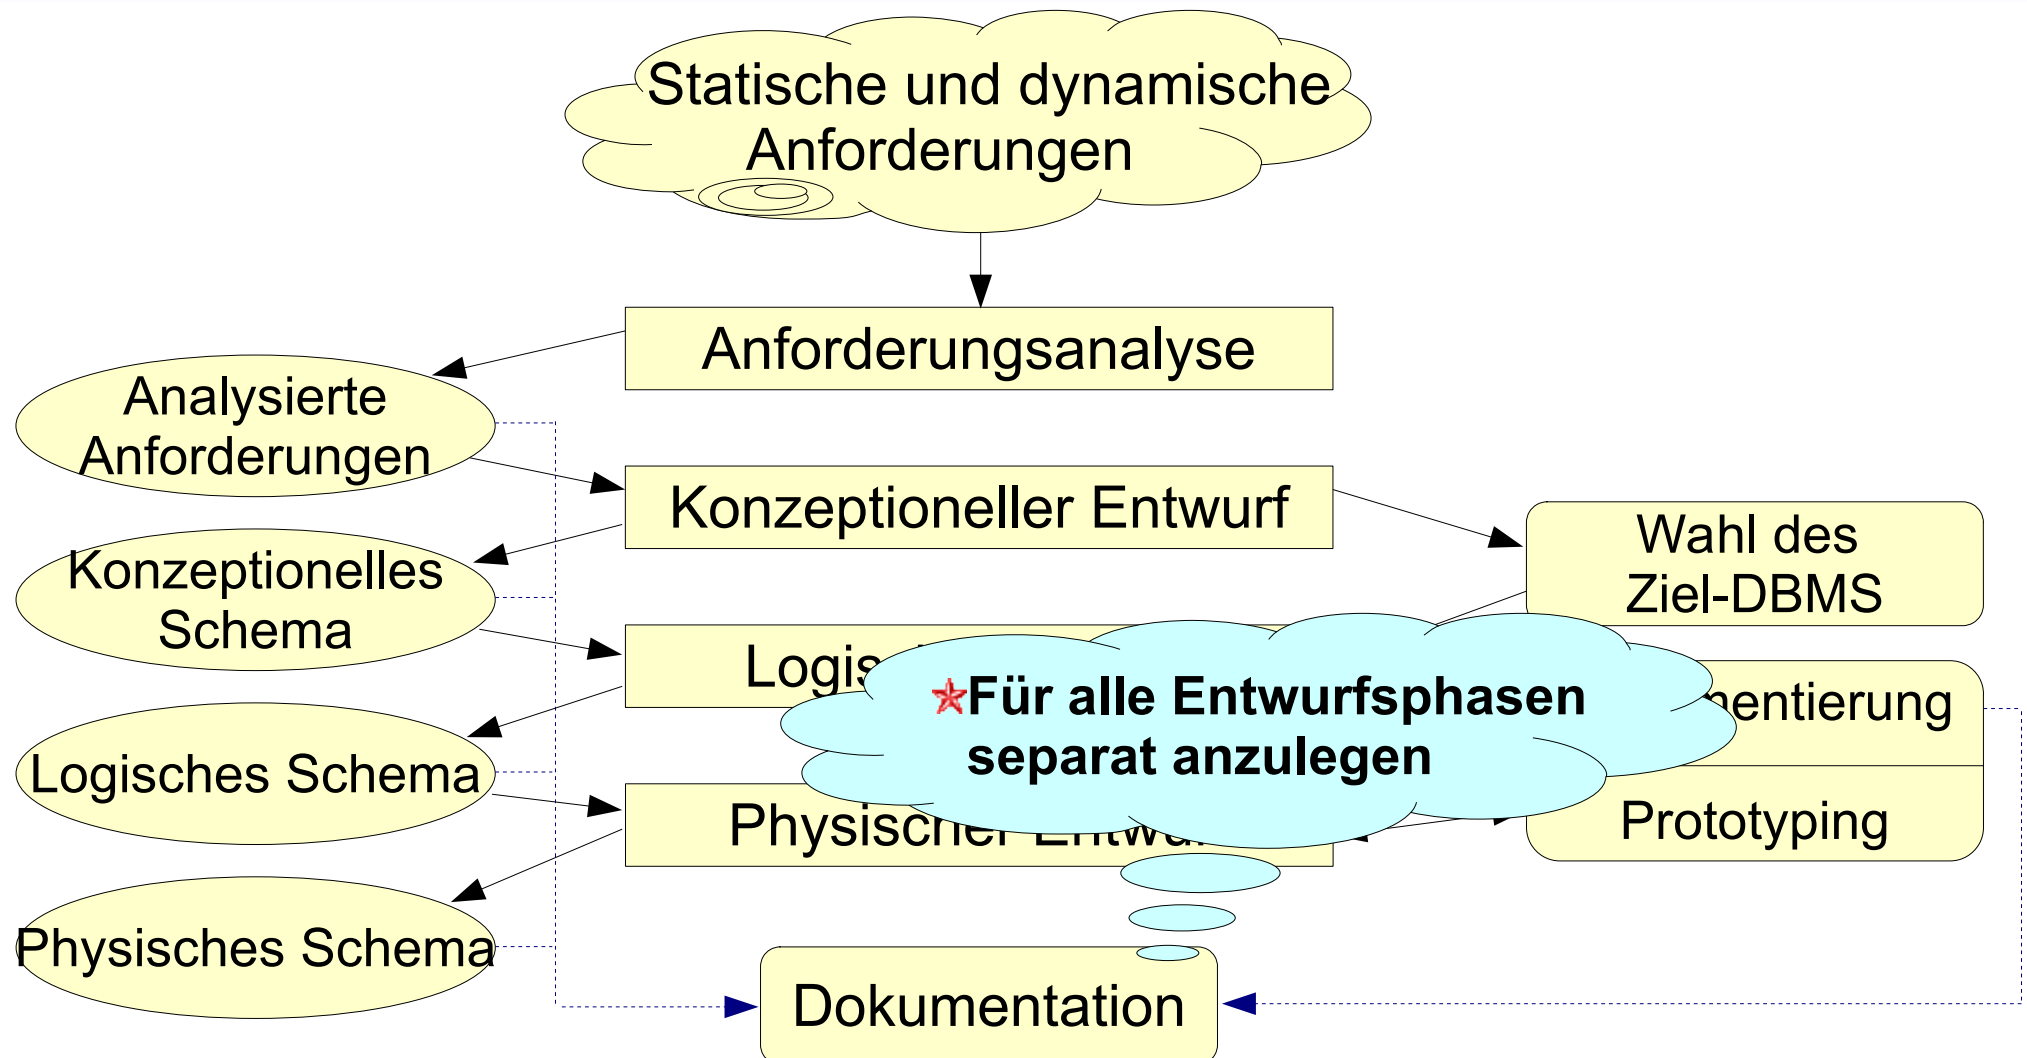 Statische und dynamische
Anforderungen
Anforderungsanalyse
Analysierte
Anforderungen
Konzeptioneller Entwurf
Wahl des
Ziel-DBMS
Konzeptionelles
Schema
Für alle Entwurfsphasen
separat anzulegen
Logisches Schema
Physischer
Prototyping
Physisches Schema
Dokumentation